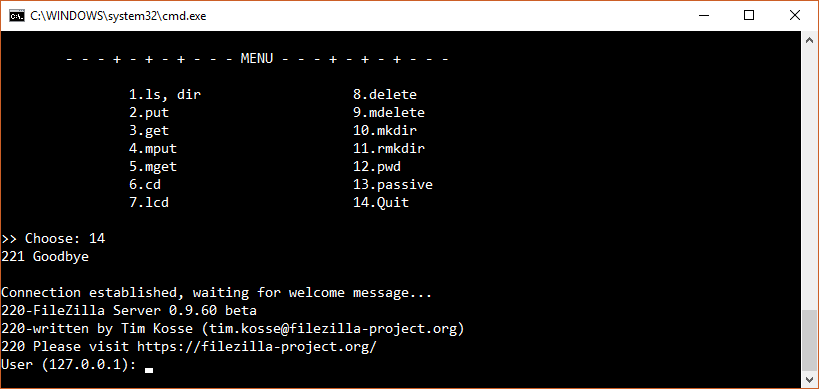 C:\WINDOWS\system32\cmd.exe
- - - + - + - + - - - MENU - - - + - + - + - - -
1.ls, dir 8.delete
2.put 9.mdelete
3.get 10.mkdir
4.mput 11.rmkdir
5.mget 12.pwd
6.cd 13.passive
7.lcd 14.Quit
>> Choose: 14
221 Goodbye
Connection established, waiting for welcome message...
220-FileZilla Server 0.9.60 beta
220-written by Tim Kosse (tim.kosse@filezilla-project.org)
220 Please visit https://filezilla-project.org/
User (127.0.0.1): _